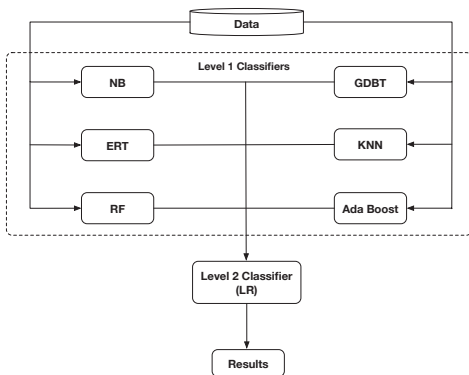 Data
Level 1 Classifiers
NB
GDBT
ERT
KNN
RF
Ada Boost
Level 2 Classifier
(LR)
Results